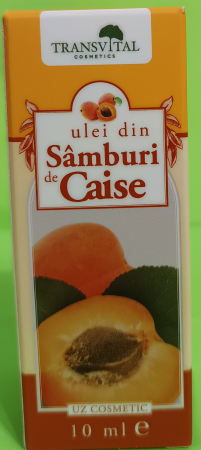 TRANSVITAL
COSMETICS
ulei din
Sâmburi
de Caise
UZ COSMETIC
10 ml e